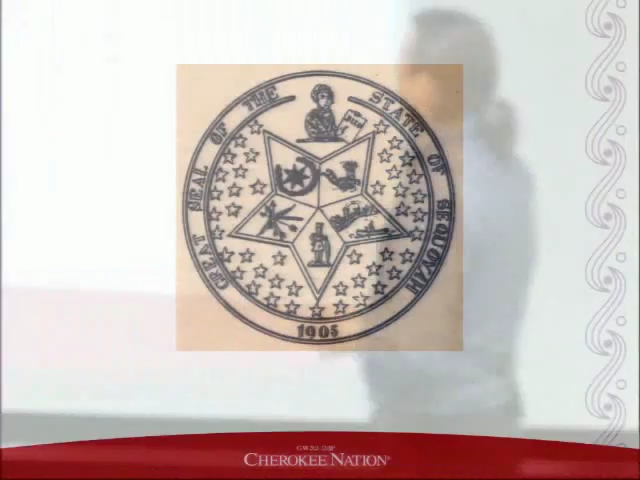 GREAT SEAL OF THE STATE OF SEQUOYAH
1905
CHEROKEE NATION